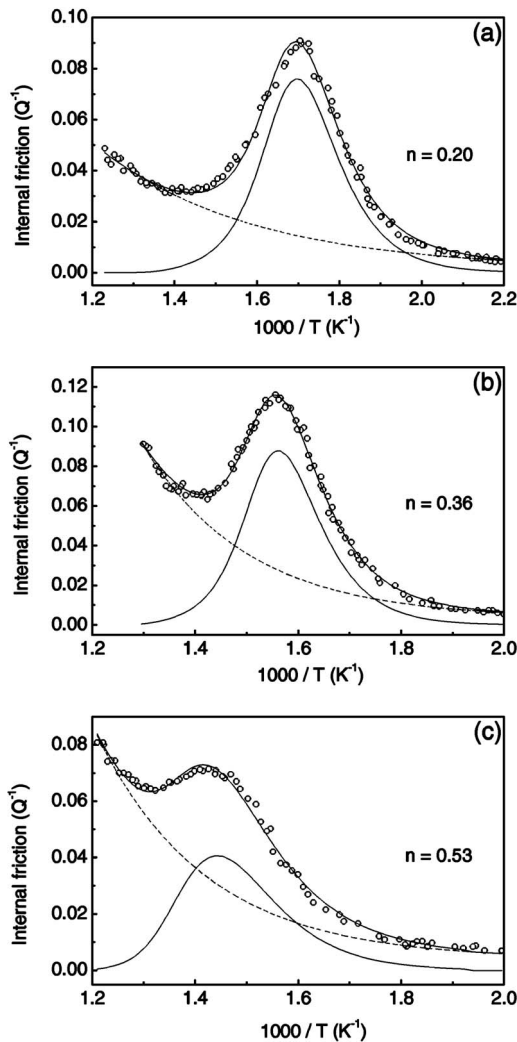 (a)
0.10
0.08
0.06
0.04
0.02
0.00
Internal friction (Q⁻¹)
n = 0.20
1.2 1.4 1.6 1.8 2.0 2.2
1000 / T (K⁻¹)
(b)
0.12
0.10
0.08
0.06
0.04
0.02
0.00
Internal friction (Q⁻¹)
n = 0.36
1.2 1.4 1.6 1.8 2.0
1000 / T (K⁻¹)
(c)
0.08
0.06
0.04
0.02
0.00
Internal friction (Q⁻¹)
n = 0.53
1.2 1.4 1.6 1.8 2.0
1000 / T (K⁻¹)